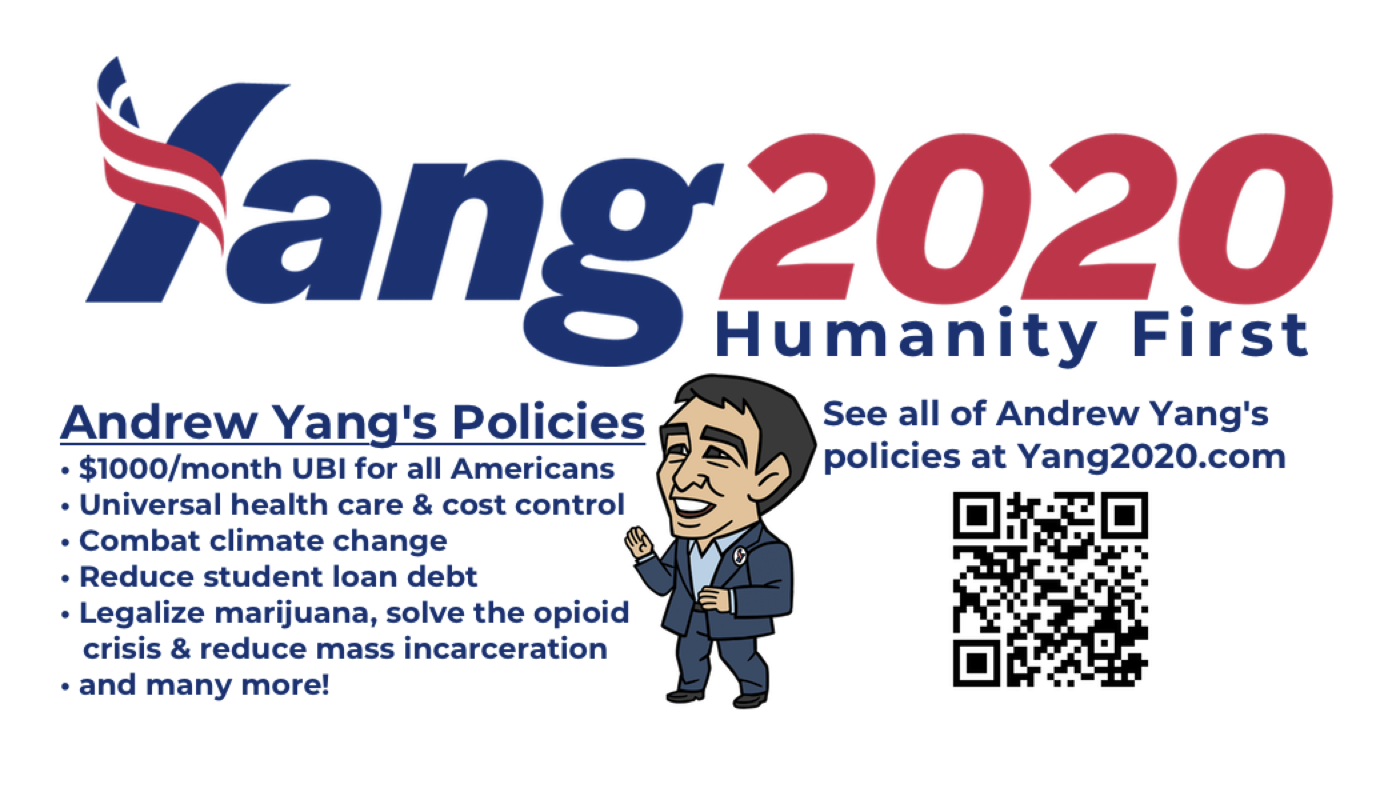 Yang2020
Humanity First
Andrew Yang's Policies
• $1000/month UBI for all Americans
• Universal health care & cost control
• Combat climate change
• Reduce student loan debt
• Legalize marijuana, solve the opioid
crisis & reduce mass incarceration
• and many more!
See all of Andrew Yang's
policies at Yang2020.com